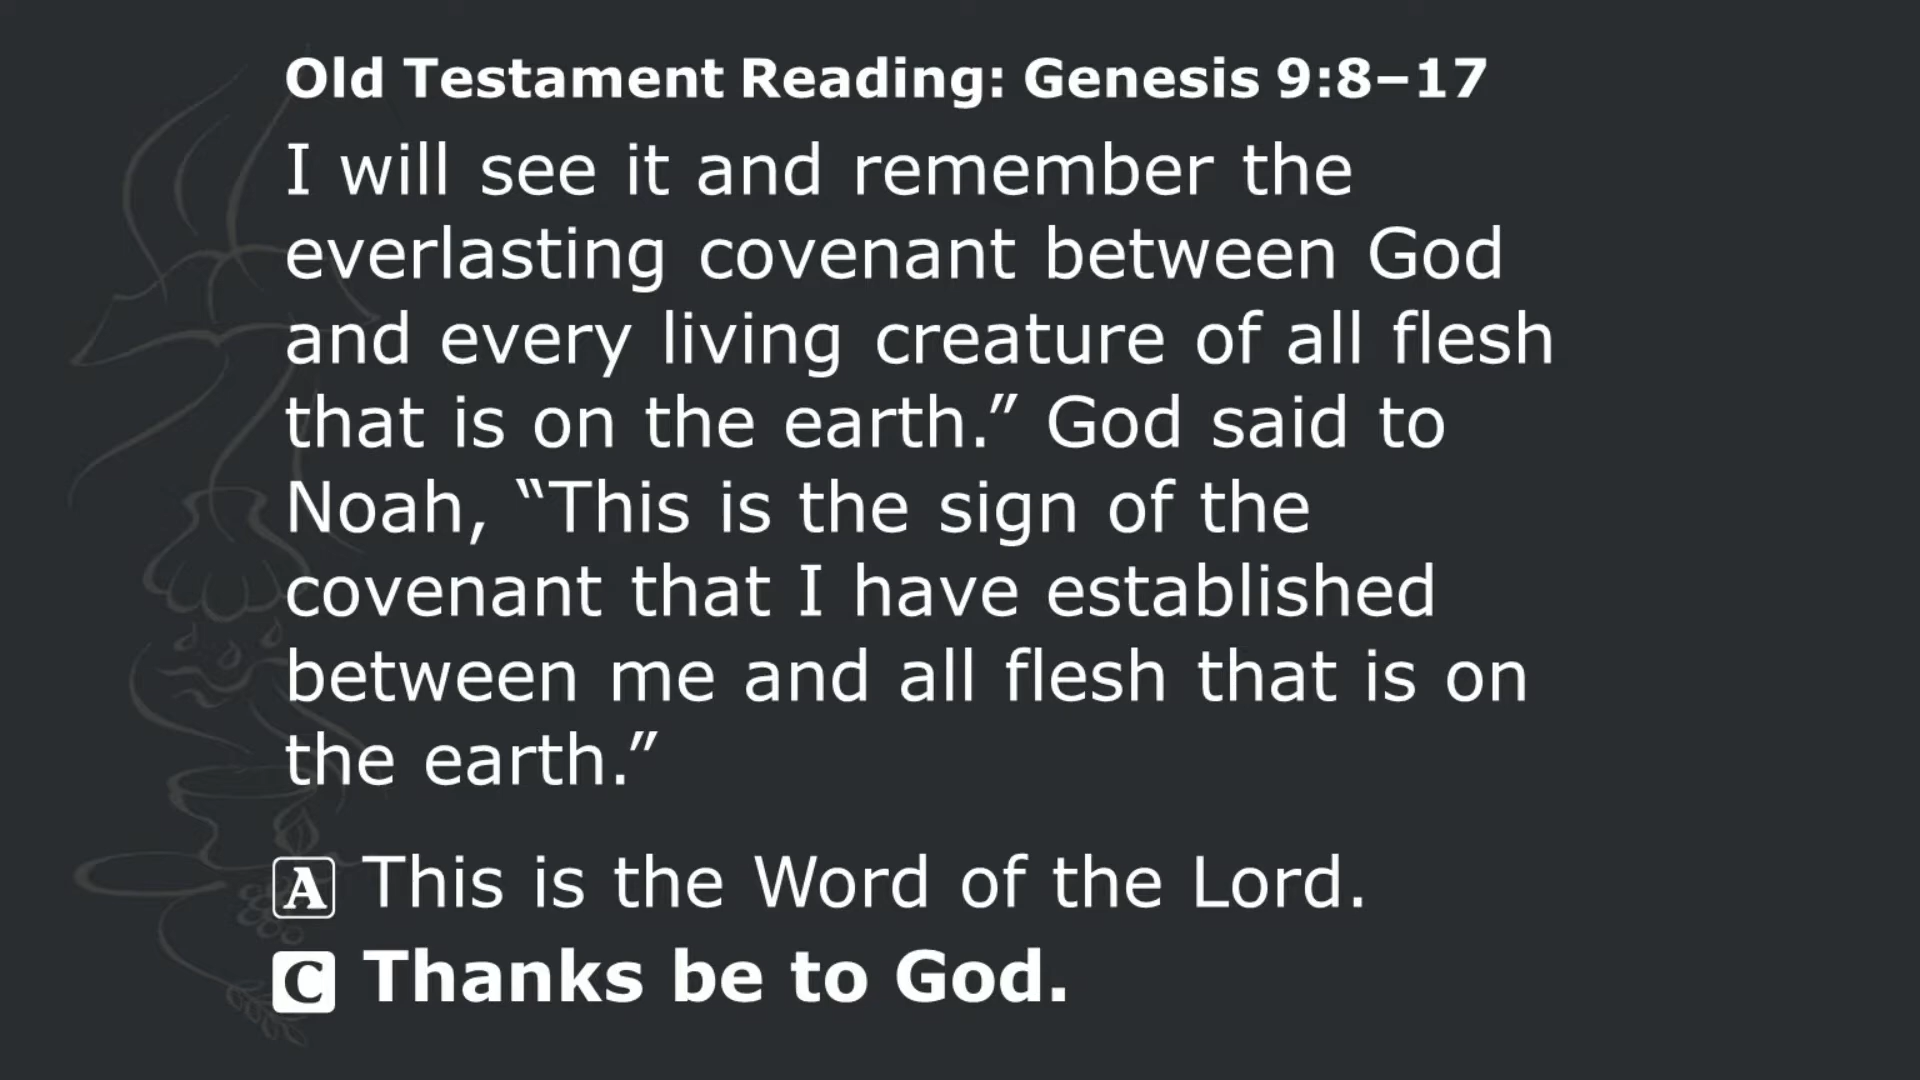 Old Testament Reading: Genesis 9:8–17
I will see it and remember the
everlasting covenant between God
and every living creature of all flesh
that is on the earth.” God said to
Noah, “This is the sign of the
covenant that I have established
between me and all flesh that is on
the earth.”
A This is the Word of the Lord.
C Thanks be to God.